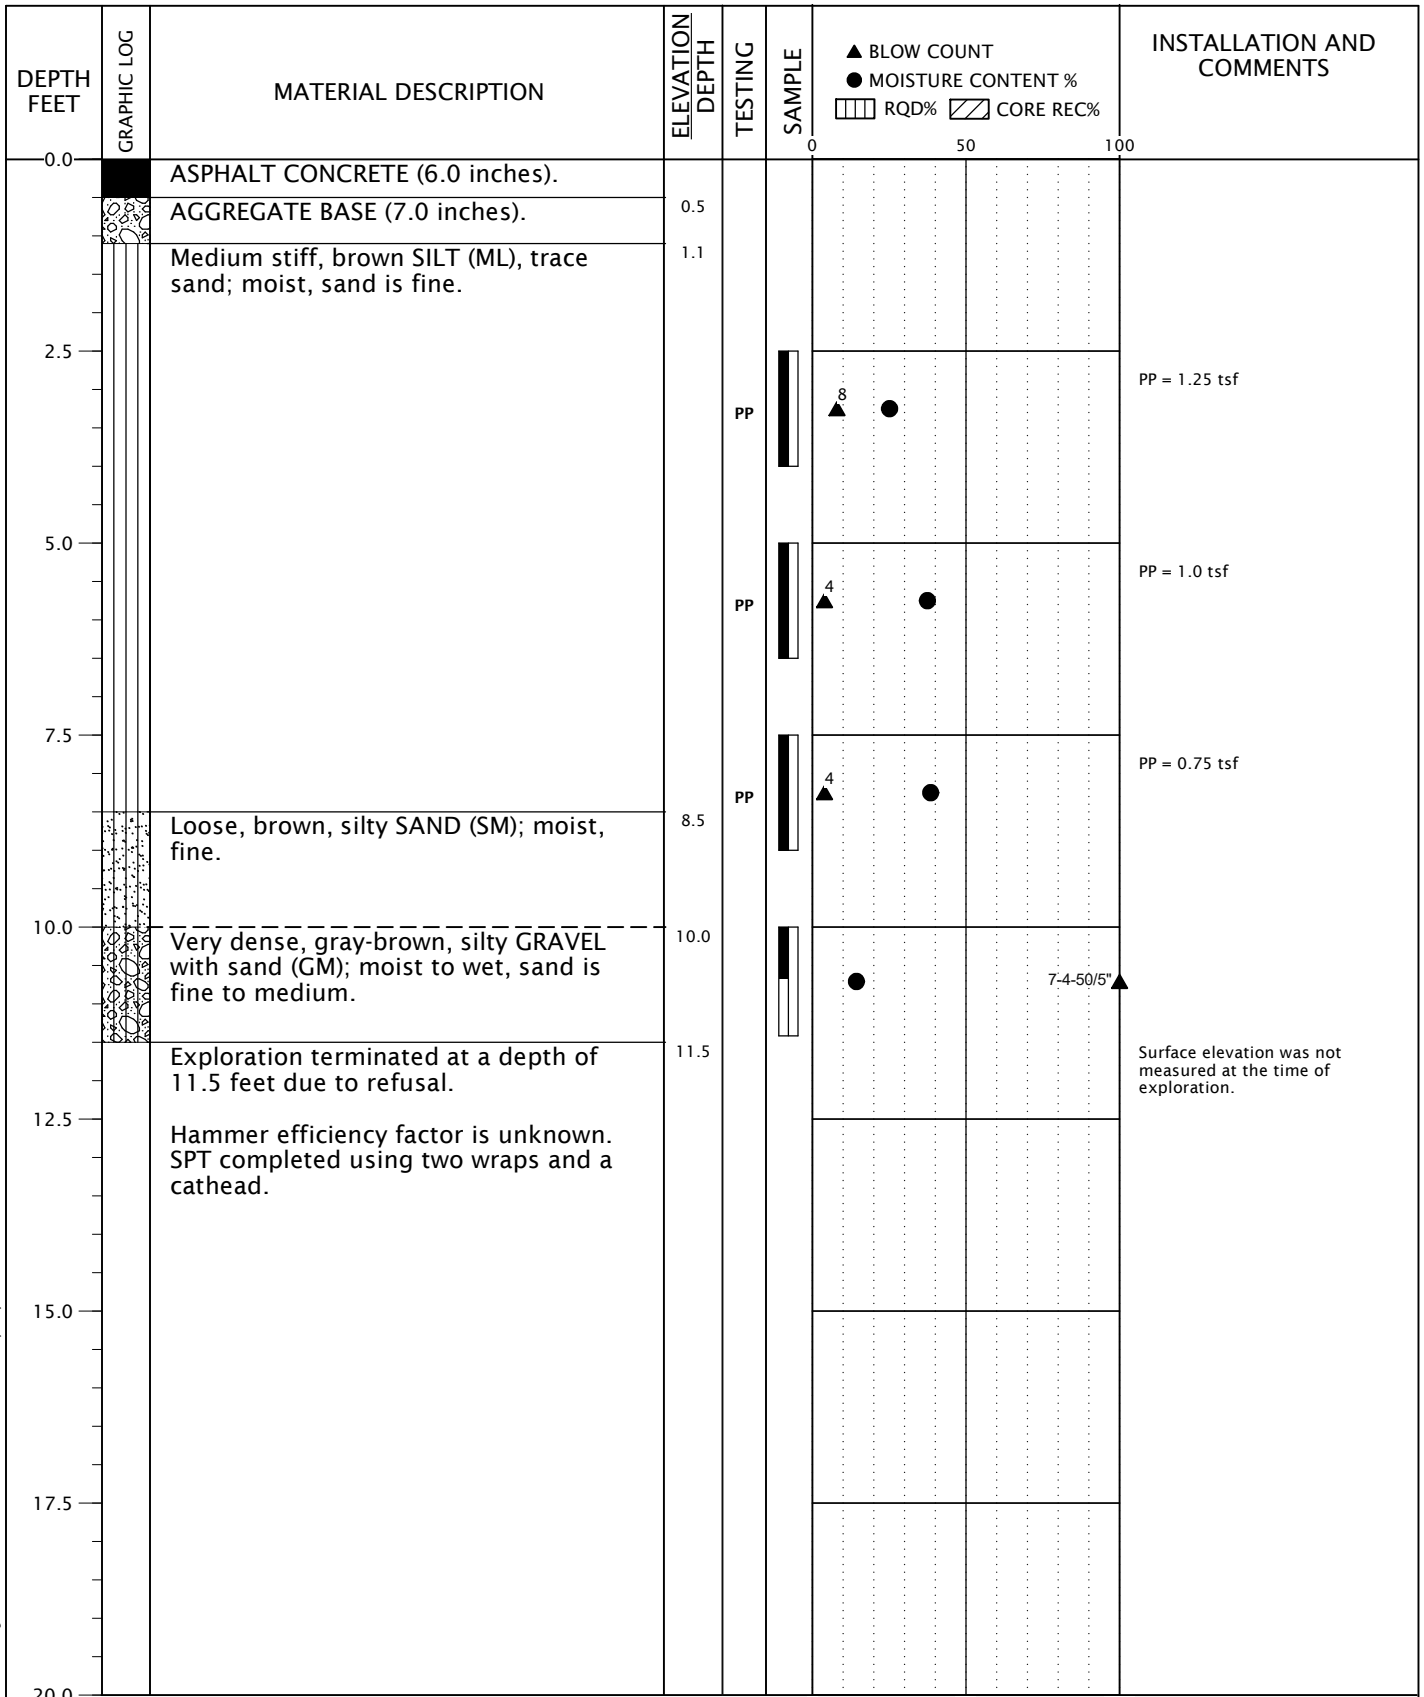 DEPTH
FEET
GRAPHIC LOG
MATERIAL DESCRIPTION
ELEVATION
DEPTH
TESTING
SAMPLE
▲ BLOW COUNT
● MOISTURE CONTENT %
RQD% CORE REC%
0 50 100
INSTALLATION AND
COMMENTS
0.0
ASPHALT CONCRETE (6.0 inches).
0.5
AGGREGATE BASE (7.0 inches).
1.1
Medium stiff, brown SILT (ML), trace
sand; moist, sand is fine.
2.5
PP
8
PP = 1.25 tsf
5.0
PP
4
PP = 1.0 tsf
7.5
PP
4
PP = 0.75 tsf
8.5
Loose, brown, silty SAND (SM); moist,
fine.
10.0
10.0
Very dense, gray-brown, silty GRAVEL
with sand (GM); moist to wet, sand is
fine to medium.
7-4-50/5"
11.5
Exploration terminated at a depth of
11.5 feet due to refusal.
Surface elevation was not
measured at the time of
exploration.
12.5
Hammer efficiency factor is unknown.
SPT completed using two wraps and a
cathead.
15.0
17.5
20.0